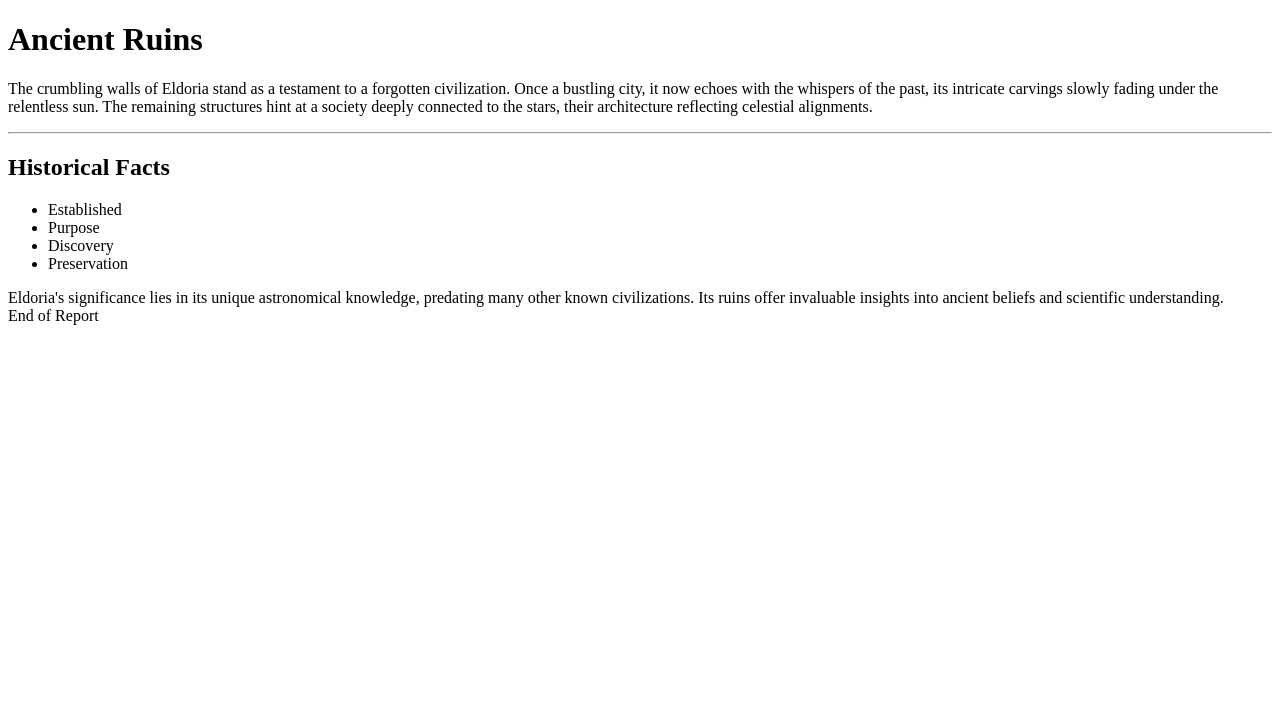 Ancient Ruins
The crumbling walls of Eldoria stand as a testament to a forgotten civilization. Once a bustling city, it now echoes with the whispers of the past, its intricate carvings slowly fading under the
relentless sun. The remaining structures hint at a society deeply connected to the stars, their architecture reflecting celestial alignments.
Historical Facts
Established
Purpose
Discovery
Preservation
Eldoria's significance lies in its unique astronomical knowledge, predating many other known civilizations. Its ruins offer invaluable insights into ancient beliefs and scientific understanding.
End of Report